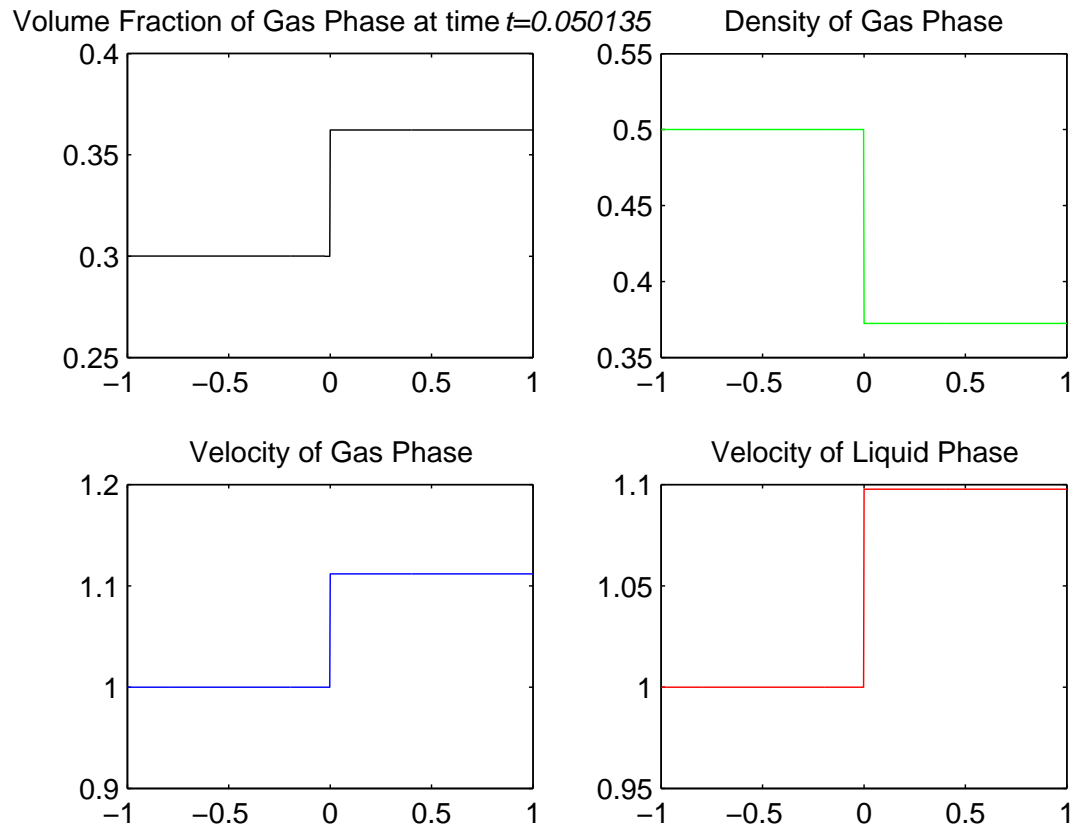 Volume Fraction of Gas Phase at time t=0.050135
0.4
0.35
0.3
0.25
−1 −0.5 0 0.5 1
Density of Gas Phase
0.55
0.5
0.45
0.4
0.35
−1 −0.5 0 0.5 1
Velocity of Gas Phase
1.2
1.1
1
0.9
−1 −0.5 0 0.5 1
Velocity of Liquid Phase
1.1
1.05
1
0.95
−1 −0.5 0 0.5 1